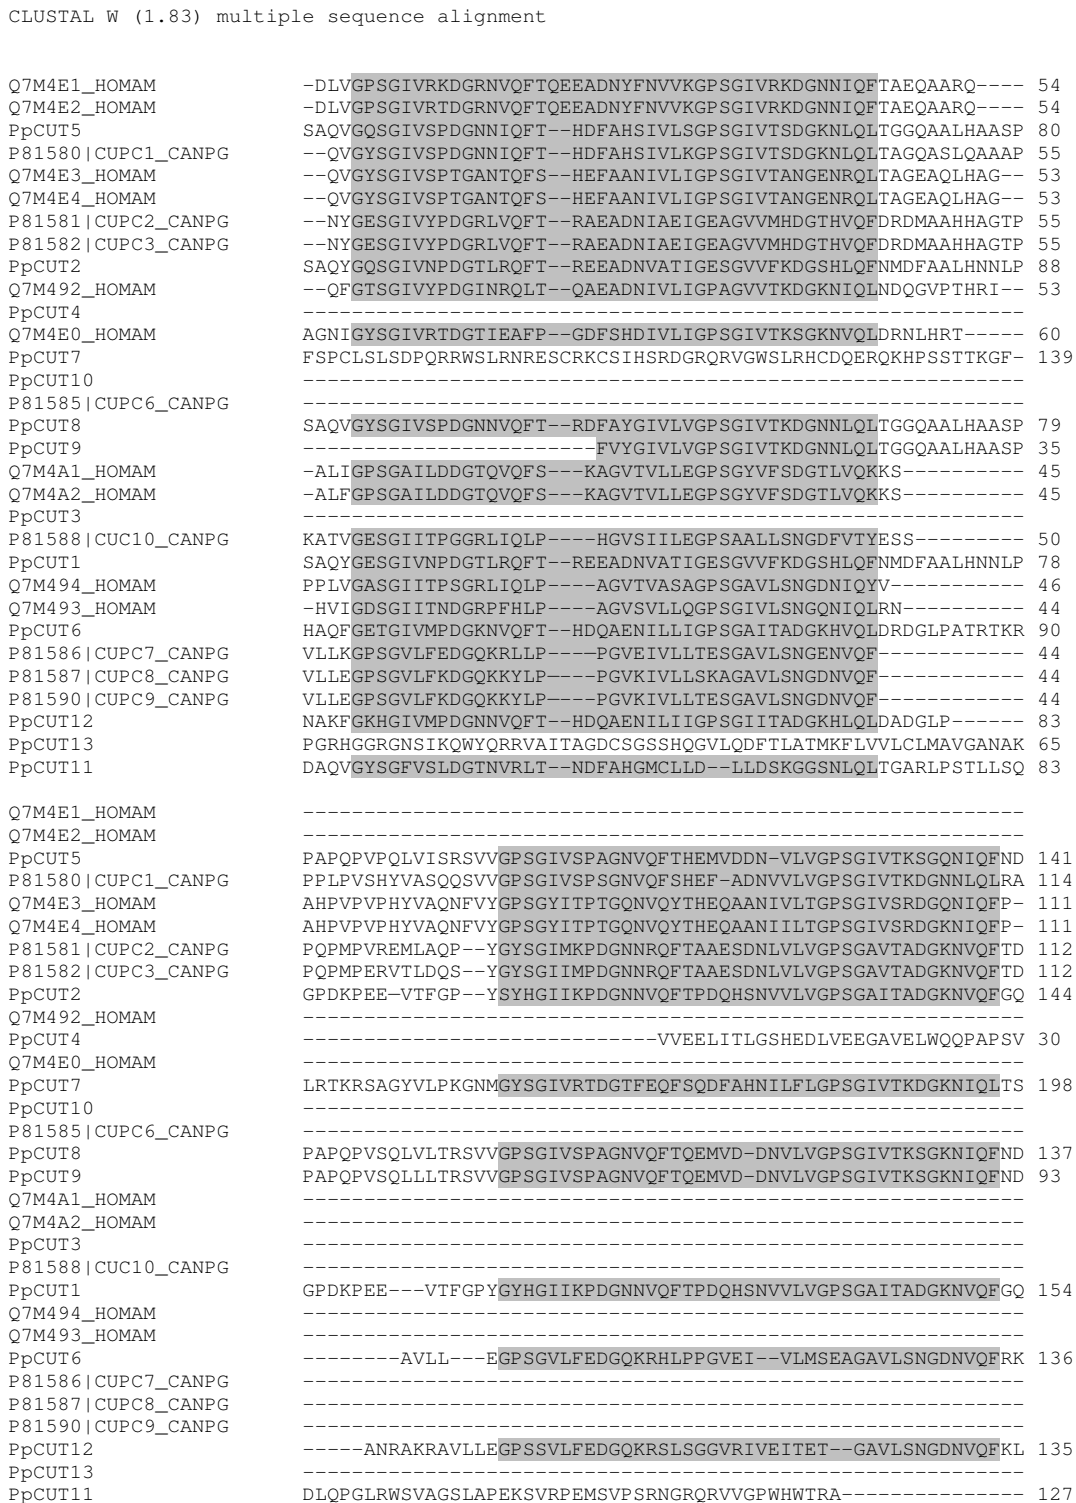 CLUSTAL W (1.83) multiple sequence alignment
Q7M4E1_HOMAM -DLVGPSGIVRKDGRNVQFTQEEADNYFNVVKGPSGIVRKDGNNIQFTAEQAARQ---- 54
Q7M4E2_HOMAM -DLVGPSGIVRTDGRNVQFTQEEADNYFNVVKGPSGIVRKDGNNIQFTAEQAARQ---- 54
PpCUT5 SAQVGQSGIVSPDGNNIQFT--HDFAHSIVLSGPSGIVTSDGKNLQLTGGQAALHAASP 80
P81580|CUPC1_CANPG --QVGYSGIVSPDGNNIQFT--HDFAHSIVLKGPSGIVTSDGKNLQLTAGQASLQAAAP 55
Q7M4E3_HOMAM --QVGYSGIVSPTGANTQFS--HEFAANIVLIGPSGIVTANGENRQLTAGEAQLHAG-- 53
Q7M4E4_HOMAM --QVGYSGIVSPTGANTQFS--HEFAANIVLIGPSGIVTANGENRQLTAGEAQLHAG-- 53
P81581|CUPC2_CANPG --NYGESGIVYPDGRLVQFT--RAEADNIAEIGEAGVVMHDGTHVQFDRDMAAHHAGTP 55
P81582|CUPC3_CANPG --NYGESGIVYPDGRLVQFT--RAEADNIAEIGEAGVVMHDGTHVQFDRDMAAHHAGTP 55
PpCUT2 SAQYGQSGIVNPDGTLRQFT--REEADNVATIGESGVVFKDGSHLQFNMDFAALHNNLP 88
Q7M492_HOMAM --QFGTSGIVYPDGINRQLT--QAEADNIVLIGPAGVVTKDGKNIQLNDQGVPTHRI-- 53
PpCUT4 -----------------------------------------------------------
Q7M4E0_HOMAM AGNIGYSGIVRTDGTIEAFP--GDFSHDIVLIGPSGIVTKSGKNVQLDRNLHRT----- 60
PpCUT7 FSPCLSLSDPQRRWSLRNRESCRKCSIHSRDGRQRVGWSLRHCDQERQKHPSSTTKGF- 139
PpCUT10 -----------------------------------------------------------
P81585|CUPC6_CANPG -----------------------------------------------------------
PpCUT8 SAQVGYSGIVSPDGNNVQFT--RDFAYGIVLVGPSGIVTKDGNNLQLTGGQAALHAASP 79
PpCUT9 ------------------------FVYGIVLVGPSGIVTKDGNNLQLTGGQAALHAASP 35
Q7M4A1_HOMAM -ALIGPSGAILDDGTQVQFS---KAGVTVLLEGPSGYVFSDGTLVQKKS---------- 45
Q7M4A2_HOMAM -ALFGPSGAILDDGTQVQFS---KAGVTVLLEGPSGYVFSDGTLVQKKS---------- 45
PpCUT3 -----------------------------------------------------------
P81588|CUC10_CANPG KATVGESGIITPGGRLIQLP----HGVSIILEGPSAALLSNGDFVTYESS--------- 50
PpCUT1 SAQYGESGIVNPDGTLRQFT--REEADNVATIGESGVVFKDGSHLQFNMDFAALHNNLP 78
Q7M494_HOMAM PPLVGASGIITPSGRLIQLP----AGVTVASAGPSGAVLSNGDNIQYV----------- 46
Q7M493_HOMAM -HVIGDSGIITNDGRPFHLP----AGVSVLLQGPSGIVLSNGQNIQLRN---------- 44
PpCUT6 HAQFGETGIVMPDGKNVQFT--HDQAENILLIGPSGAITADGKHVQLDRDGLPATRTKR 90
P81586|CUPC7_CANPG VLLKGPSGVLFEDGQKRLLP----PGVEIVLLTESGAVLSNGENVQF------------ 44
P81587|CUPC8_CANPG VLLEGPSGVLFKDGQKKYLP----PGVKIVLLSKAGAVLSNGDNVQF------------ 44
P81590|CUPC9_CANPG VLLEGPSGVLFKDGQKKYLP----PGVKIVLLTESGAVLSNGDNVQF------------ 44
PpCUT12 NAKFGKHGIVMPDGNNVQFT--HDQAENILIIGPSGIITADGKHLQLDADGLP------ 83
PpCUT13 PGRHGGRGNSIKQWYQRRVAITAGDCSGSSHQGVLQDFTLATMKFLVVLCLMAVGANAK 65
PpCUT11 DAQVGYSGFVSLDGTNVRLT--NDFAHGMCLLD--LLDSKGGSNLQLTGARLPSTLLSQ 83
Q7M4E1_HOMAM -----------------------------------------------------------
Q7M4E2_HOMAM -----------------------------------------------------------
PpCUT5 PAPQPVPQLVISRSVVGPSGIVSPAGNVQFTHEMVDDN-VLVGPSGIVTKSGQNIQFND 141
P81580|CUPC1_CANPG PPLPVSHYVASQQSVVGPSGIVSPSGNVQFSHEF-ADNVVLVGPSGIVTKDGNNLQLRA 114
Q7M4E3_HOMAM AHPVPVPHYVAQNFVYGPSGYITPTGQNVQYTHEQAANIVLTGPSGIVSRDGQNIQFP- 111
Q7M4E4_HOMAM AHPVPVPHYVAQNFVYGPSGYITPTGQNVQYTHEQAANIILTGPSGIVSRDGKNIQFP- 111
P81581|CUPC2_CANPG PQPMPVREMLAQP--YGYSGIMKPDGNNRQFTAAESDNLVLVGPSGAVTADGKNVQFTD 112
P81582|CUPC3_CANPG PQPMPERVTLDQS--YGYSGIIMPDGNNRQFTAAESDNLVLVGPSGAVTADGKNVQFTD 112
PpCUT2 GPDKPEE-VTFGP--YSYHGIIKPDGNNVQFTPDQHSNVVLVGPSGAITADGKNVQFGQ 144
Q7M492_HOMAM -----------------------------------------------------------
PpCUT4 -----------------------------VVEELITLGSHEDLVEEGAVELWQQPAPSV 30
Q7M4E0_HOMAM -----------------------------------------------------------
PpCUT7 LRTKRSAGYVLPKGNMGYSGIVRTDGTFEQFSQDFAHNILFLGPSGIVTKDGKNIQLTS 198
PpCUT10 -----------------------------------------------------------
P81585|CUPC6_CANPG -----------------------------------------------------------
PpCUT8 PAPQPVSQLVLTRSVVGPSGIVSPAGNVQFTQEMVD-DNVLVGPSGIVTKSGKNIQFND 137
PpCUT9 PAPQPVSQLLLTRSVVGPSGIVSPAGNVQFTQEMVD-DNVLVGPSGIVTKSGKNIQFND 93
Q7M4A1_HOMAM -----------------------------------------------------------
Q7M4A2_HOMAM -----------------------------------------------------------
PpCUT3 -----------------------------------------------------------
P81588|CUC10_CANPG -----------------------------------------------------------
PpCUT1 GPDKPEE---VTFGPYGYHGIIKPDGNNVQFTPDQHSNVVLVGPSGAITADGKNVQFGQ 154
Q7M494_HOMAM -----------------------------------------------------------
Q7M493_HOMAM -----------------------------------------------------------
PpCUT6 --------AVLL---EGPSGVLFEDGQKRHLPPGVEI--VLMSEAGAVLSNGDNVQFRK 136
P81586|CUPC7_CANPG -----------------------------------------------------------
P81587|CUPC8_CANPG -----------------------------------------------------------
P81590|CUPC9_CANPG -----------------------------------------------------------
PpCUT12 -----ANRAKRAVLLEGPSSVLFEDGQKRSLSGGVRIVEITET--GAVLSNGDNVQFKL 135
PpCUT13 -----------------------------------------------------------
PpCUT11 DLQPGLRWSVAGSLAPEKSVRPEMSVPSRNGRQRVVGPWHWTRA--------------- 127